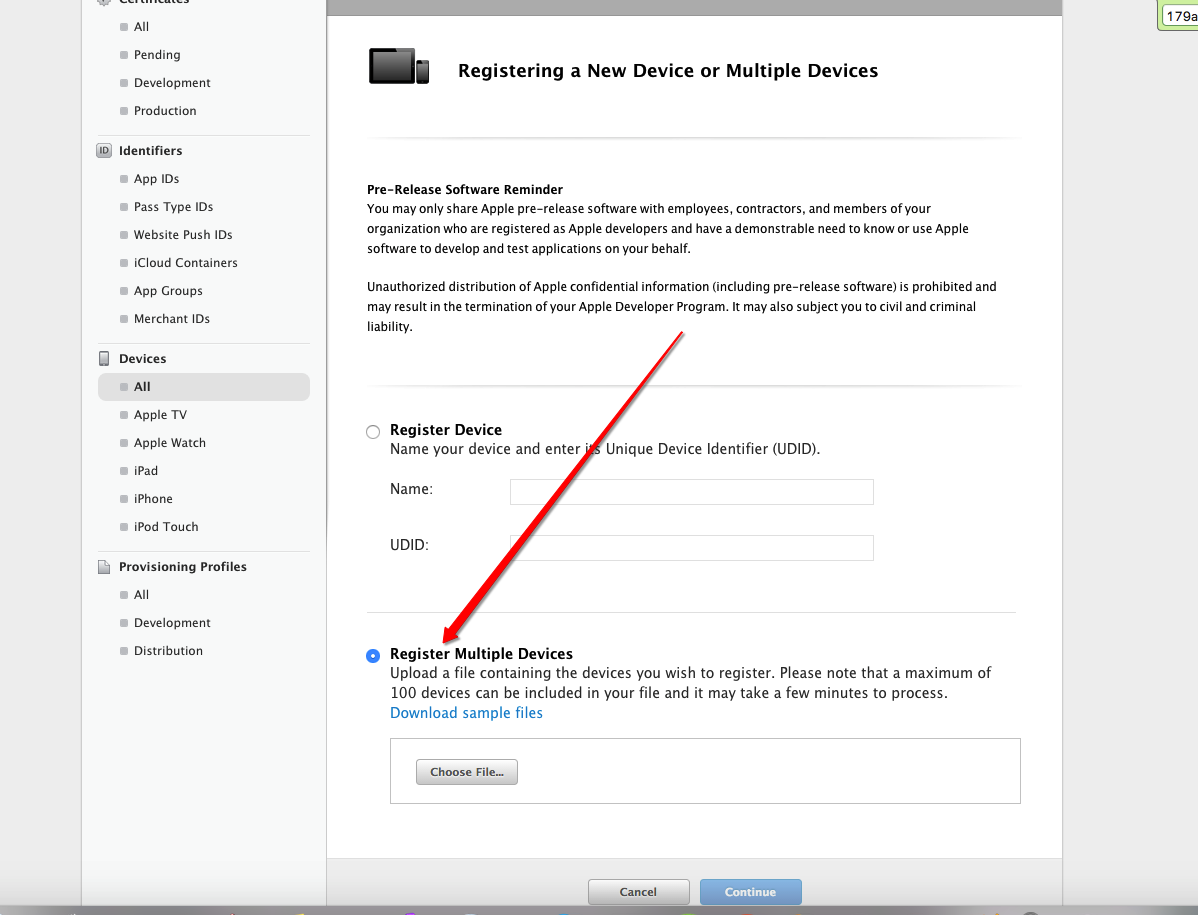 Certificates
All
Pending
Development
Production
ID Identifiers
App IDs
Pass Type IDs
Website Push IDs
iCloud Containers
App Groups
Merchant IDs
Devices
All
Apple TV
Apple Watch
iPad
iPhone
iPod Touch
Provisioning Profiles
All
Development
Distribution
179a
Registering a New Device or Multiple Devices
Pre-Release Software Reminder
You may only share Apple pre-release software with employees, contractors, and members of your
organization who are registered as Apple developers and have a demonstrable need to know or use Apple
software to develop and test applications on your behalf.
Unauthorized distribution of Apple confidential information (including pre-release software) is prohibited and
may result in the termination of your Apple Developer Program. It may also subject you to civil and criminal
liability.
Register Device
Name your device and enter its Unique Device Identifier (UDID).
Name:
UDID:
Register Multiple Devices
Upload a file containing the devices you wish to register. Please note that a maximum of
100 devices can be included in your file and it may take a few minutes to process.
Download sample files
Choose File...
Cancel
Continue